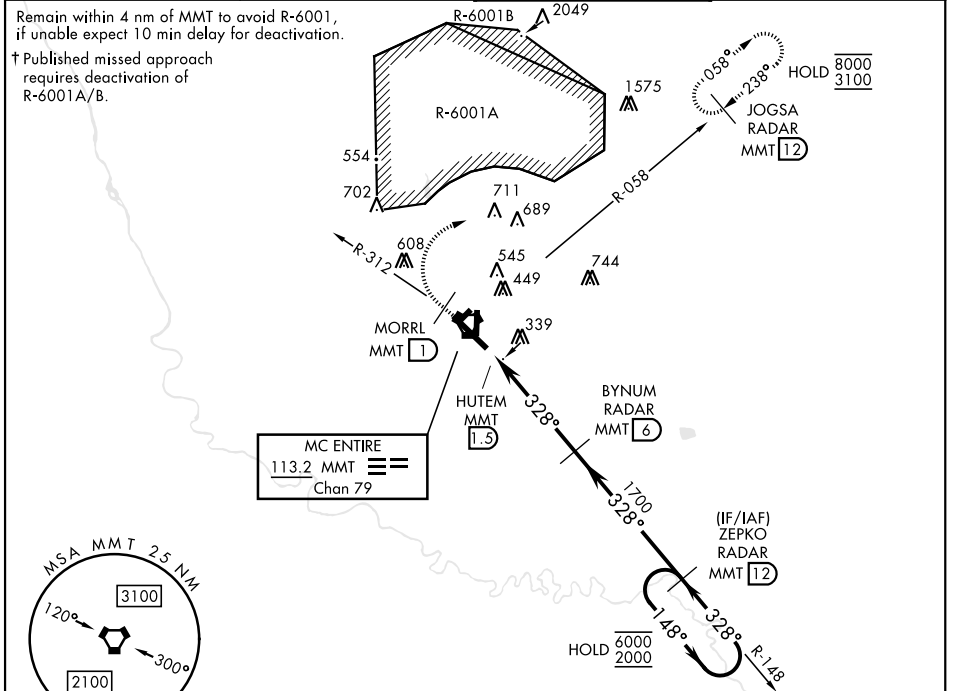 Remain within 4 nm of MMT to avoid R-6001,
if unable expect 10 min delay for deactivation.
† Published missed approach
requires deactivation of
R-6001A/B.
R-6001B
2049
R-6001A
1575
058°
238°
HOLD 8000
3100
JOGSA
RADAR
MMT 12
554
702
711
689
R-058
608
R-312
545
449
744
MORRL
MMT 1
339
HUTEM
MMT
1.5
328°
BYNUM
RADAR
MMT 6
MC ENTIRE
113.2 MMT
Chan 79
1700
328°
(IF/IAF)
ZEPKO
RADAR
MMT 12
148°
328°
R-148
HOLD 6000
2000
MSA MMT 25 NM
3100
120°
300°
2100